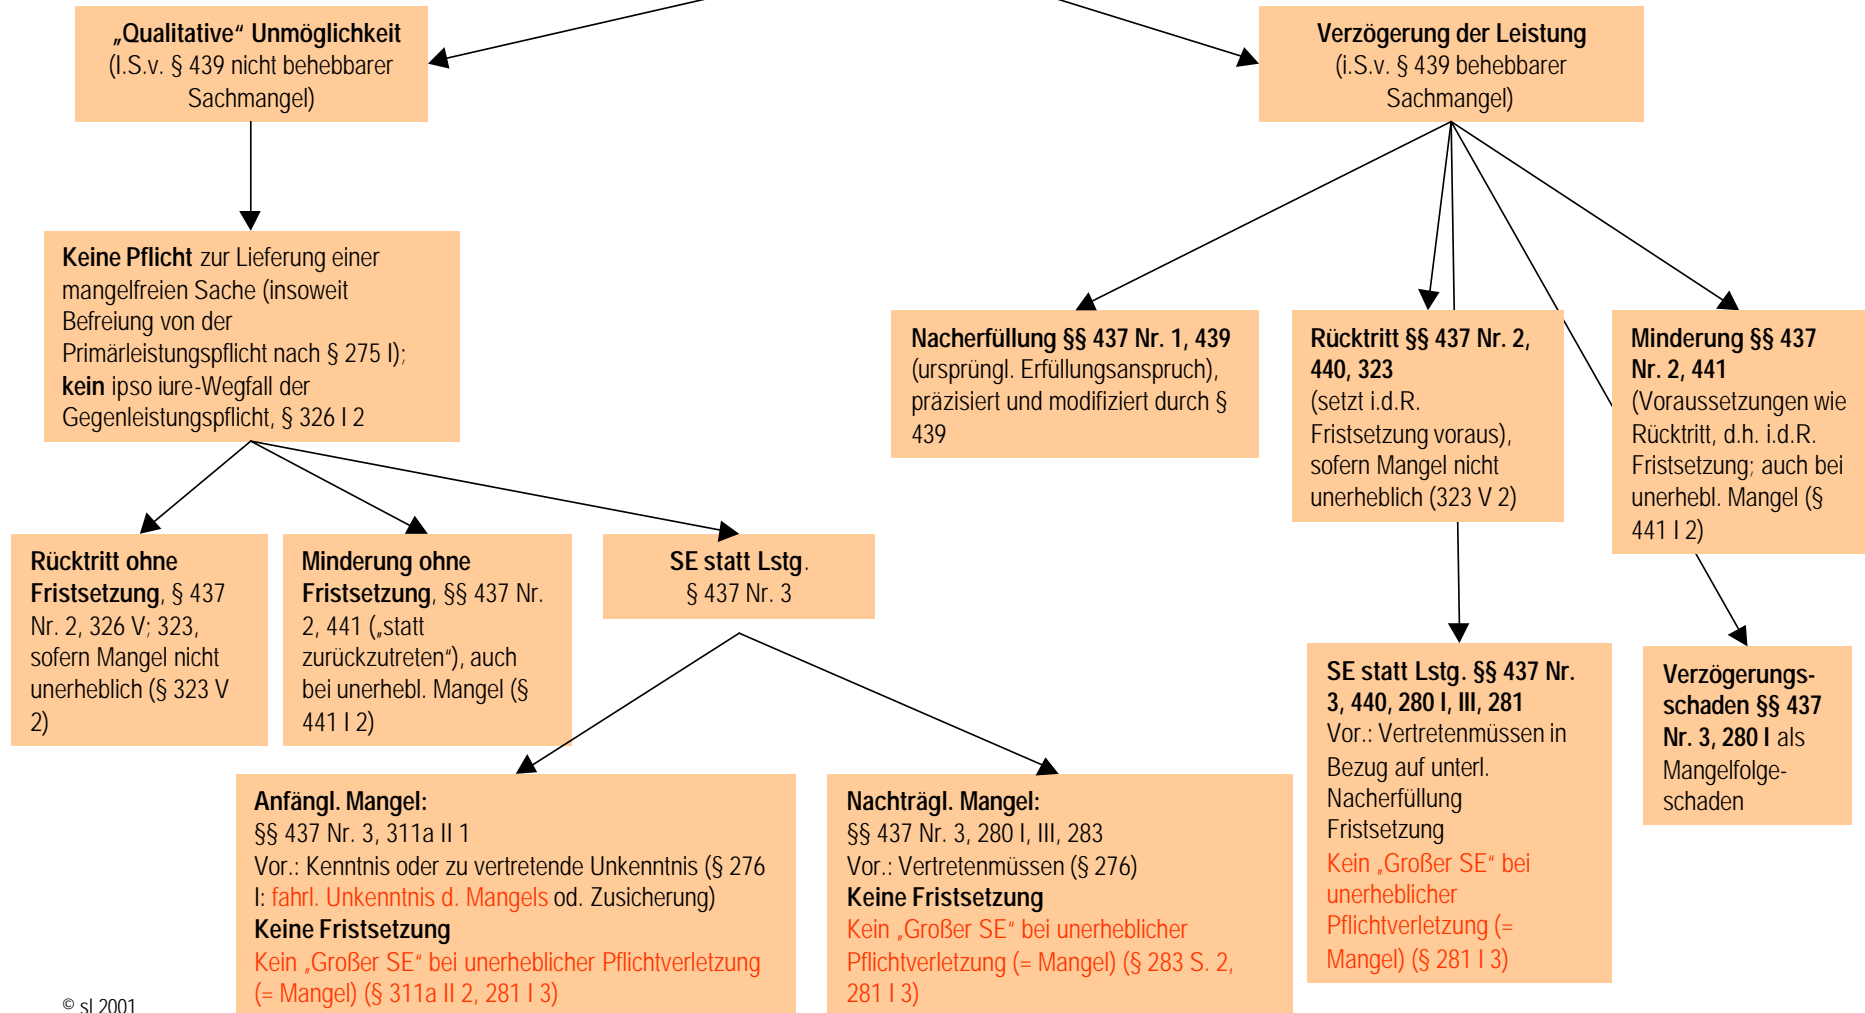 „Qualitative“ Unmöglichkeit
(I.S.v. § 439 nicht behebbarer
Sachmangel)
Verzögerung der Leistung
(i.S.v. § 439 behebbarer
Sachmangel)
Keine Pflicht zur Lieferung einer
mangelfreien Sache (insoweit
Befreiung von der
Primärleistungspflicht nach § 275 I);
kein ipso iure-Wegfall der
Gegenleistungspflicht, § 326 I 2
Nacherfüllung §§ 437 Nr. 1, 439
(ursprüngl. Erfüllungsanspruch),
präzisiert und modifiziert durch §
439
Rücktritt §§ 437 Nr. 2,
440, 323
(setzt i.d.R.
Fristsetzung voraus),
sofern Mangel nicht
unerheblich (323 V 2)
Minderung §§ 437
Nr. 2, 441
(Voraussetzungen wie
Rücktritt, d.h. i.d.R.
Fristsetzung; auch bei
unerhebl. Mangel (§
441 I 2)
Rücktritt ohne
Fristsetzung, § 437
Nr. 2, 326 V; 323,
sofern Mangel nicht
unerheblich (§ 323 V
2)
Minderung ohne
Fristsetzung, §§ 437 Nr.
2, 441 („statt
zurückzutreten“), auch
bei unerhebl. Mangel (§
441 I 2)
SE statt Lstg.
§ 437 Nr. 3
SE statt Lstg. §§ 437 Nr.
3, 440, 280 I, III, 281
Vor.: Vertretenmüssen in
Bezug auf unterl.
Nacherfüllung
Fristsetzung
Kein „Großer SE“ bei
unerheblicher
Pflichtverletzung (=
Mangel) (§ 281 I 3)
Verzögerungs-
schaden §§ 437
Nr. 3, 280 I als
Mangelfolge-
schaden
Anfängl. Mangel:
§§ 437 Nr. 3, 311a II 1
Vor.: Kenntnis oder zu vertretende Unkenntnis (§ 276
I: fahrl. Unkenntnis d. Mangels od. Zusicherung)
Keine Fristsetzung
Kein „Großer SE“ bei unerheblicher Pflichtverletzung
(= Mangel) (§ 311a II 2, 281 I 3)
Nachträgl. Mangel:
§§ 437 Nr. 3, 280 I, III, 283
Vor.: Vertretenmüssen (§ 276)
Keine Fristsetzung
Kein „Großer SE“ bei unerheblicher
Pflichtverletzung (= Mangel) (§ 283 S. 2,
281 I 3)
© sl 2001